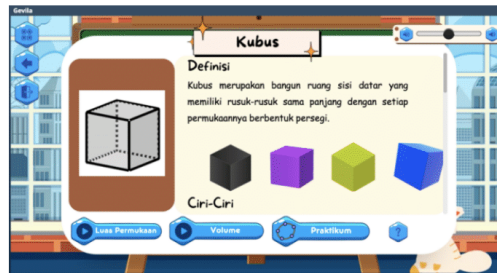 Gevila
Kubus
Definisi
Kubus merupakan bangun ruang sisi datar yang
memiliki rusuk-rusuk sama panjang dengan setiap
permukaannya berbentuk persegi.
Ciri-Ciri
Luas Permukaan
Volume
Praktikum
?